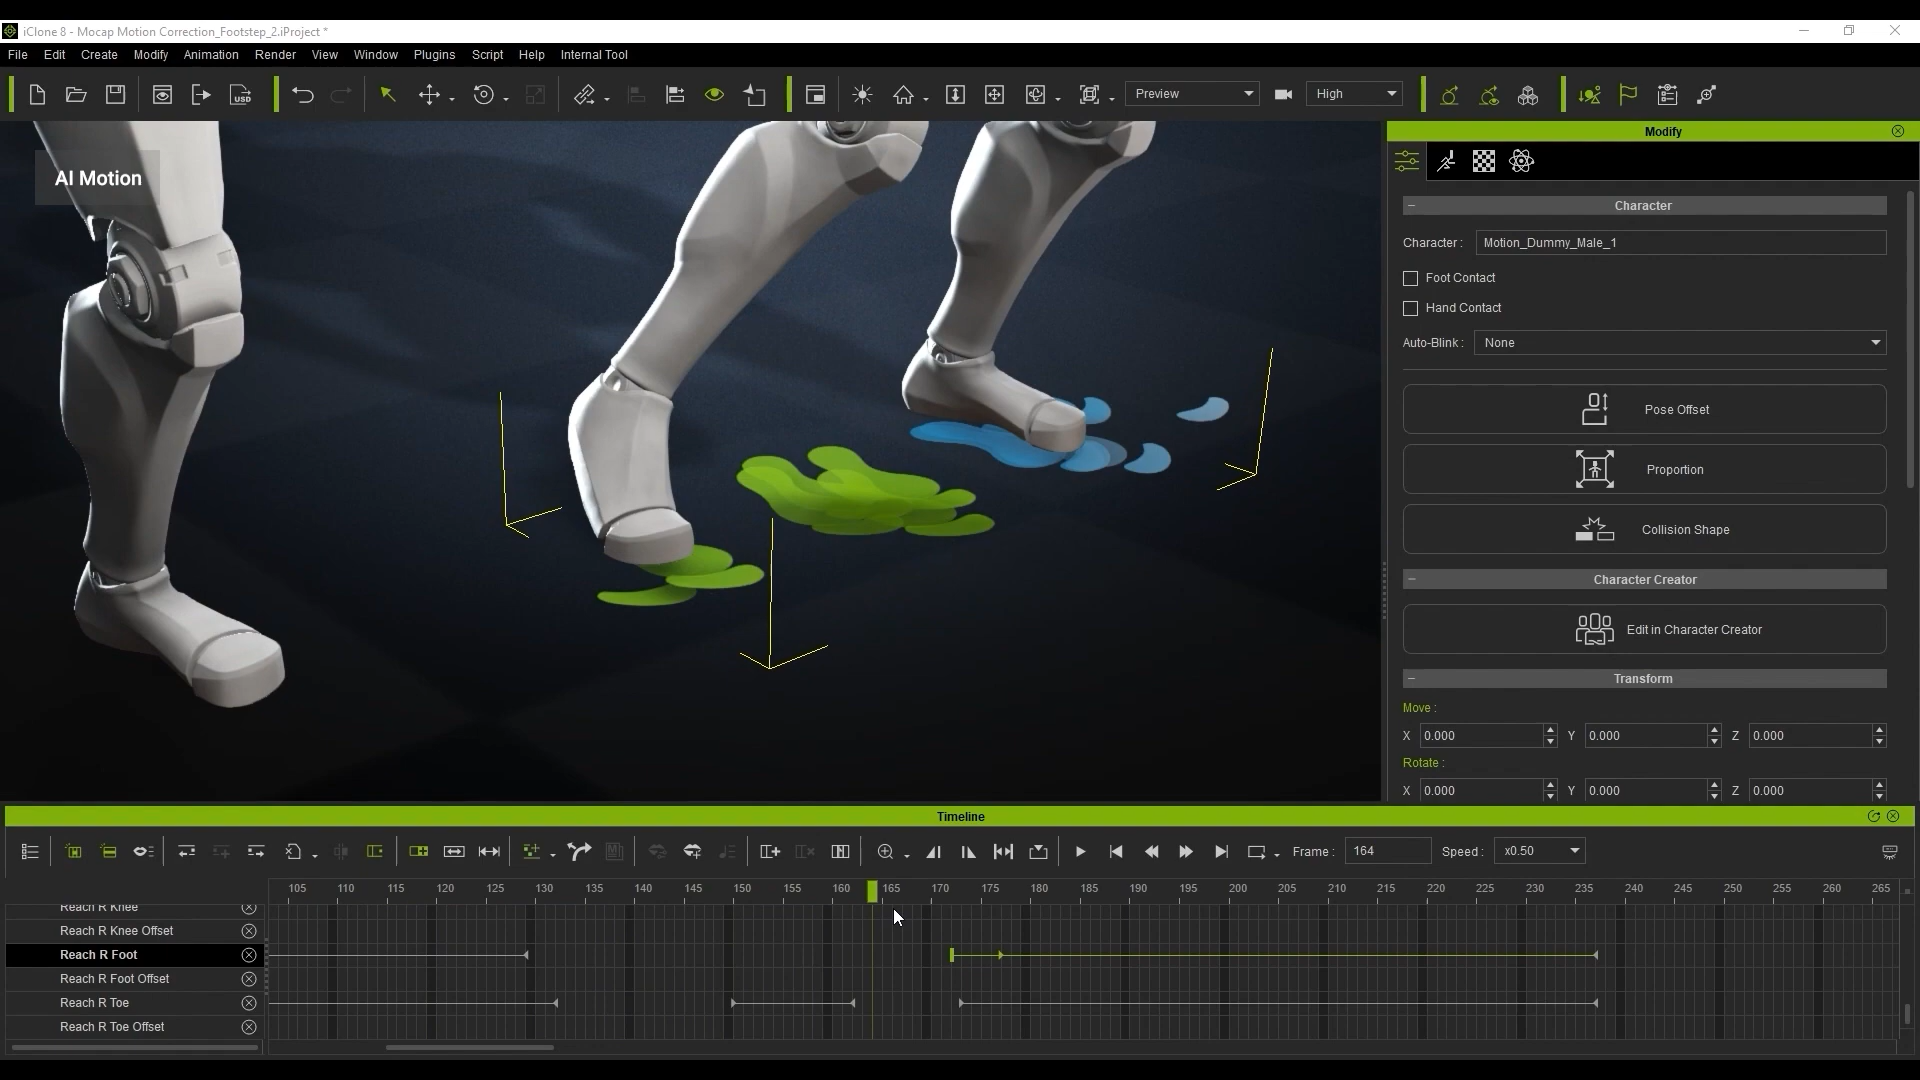 iClone 8 - Mocap Motion Correction_Footstep_2.iProject *
File Edit Create Modify Animation Render View Window Plugins Script Help Internal Tool
USD
Preview
High
AI Motion
Modify
Character
Character :
Motion_Dummy_Male_1
Foot Contact
Hand Contact
Auto-Blink :
None
Pose Offset
Proportion
Collision Shape
Character Creator
Edit in Character Creator
Transform
Move :
X 0.000 Y 0.000 Z 0.000
Rotate :
X 0.000 Y 0.000 Z 0.000
Timeline
Frame : 164 Speed : x0.50
105 110 115 120 125 130 135 140 145 150 155 160 165 170 175 180 185 190 195 200 205 210 215 220 225 230 235 240 245 250 255 260 265
Reach R Knee
Reach R Knee Offset
Reach R Foot
Reach R Foot Offset
Reach R Toe
Reach R Toe Offset